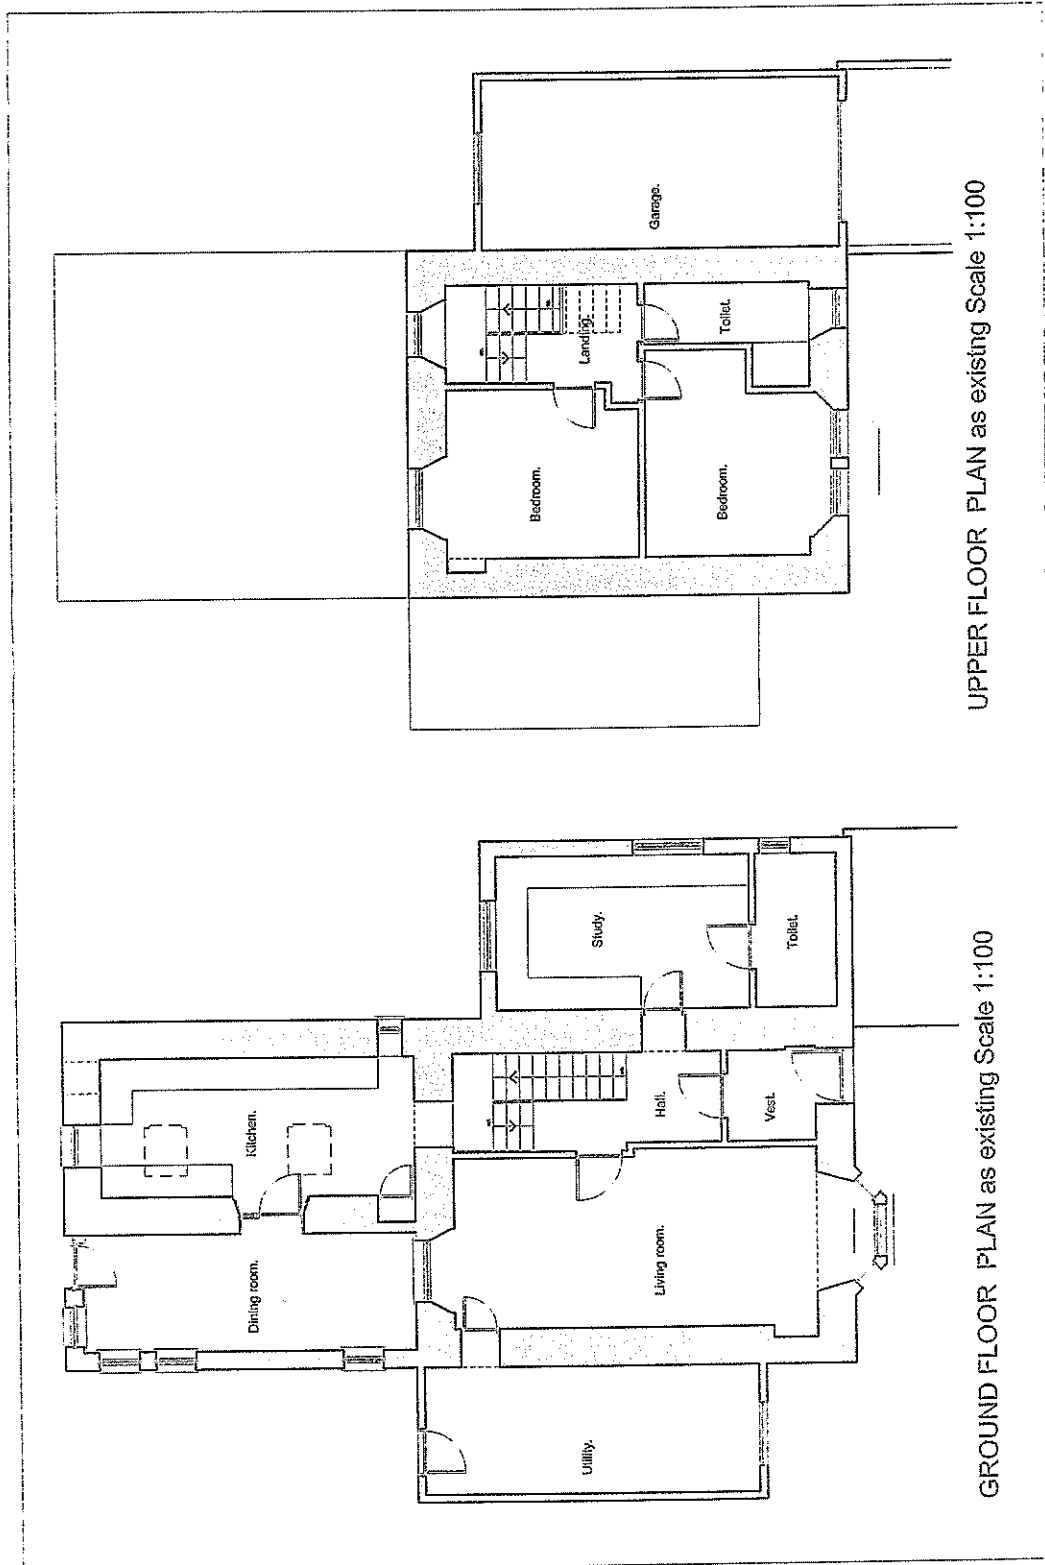 Kitchen.
Dining room.
Study.
Hall.
Toilet.
Vest.
Living room.
Utility.
GROUND FLOOR PLAN as existing Scale 1:100
Garage.
Landing.
Toilet.
Bedroom.
Bedroom.
UPPER FLOOR PLAN as existng Scale 1:100